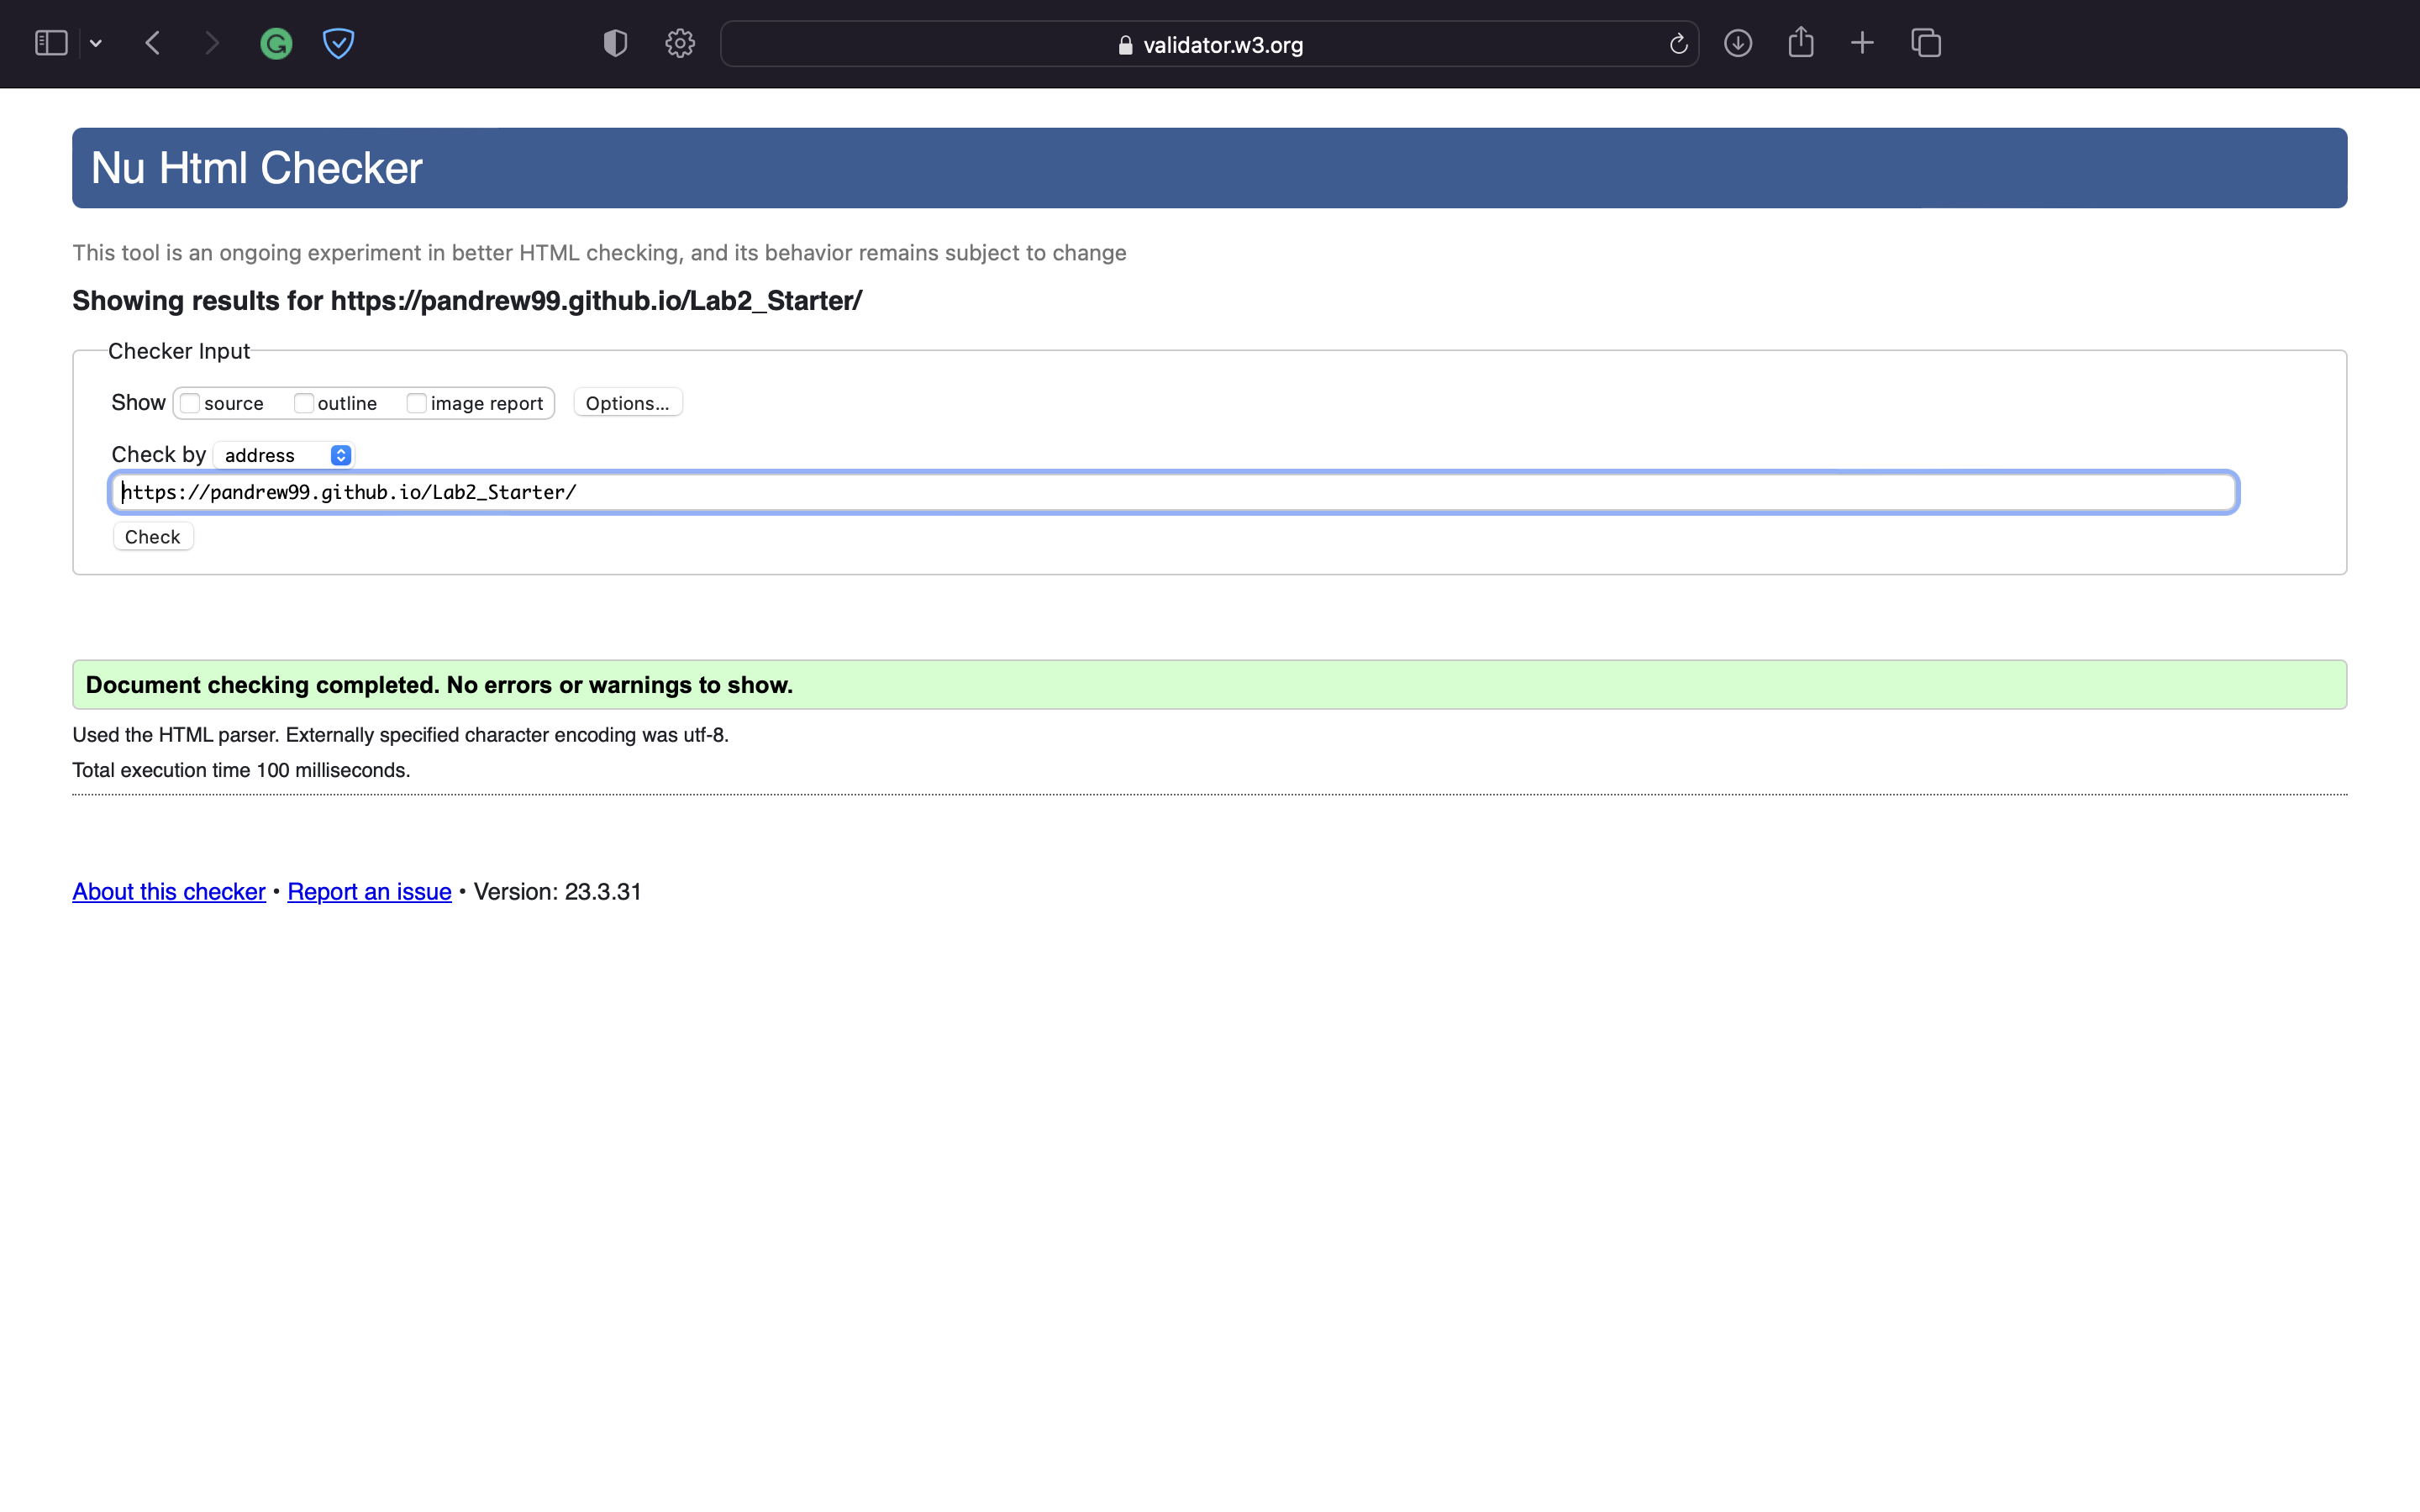 validator.w3.org
Nu Html Checker
This tool is an ongoing experiment in better HTML checking, and its behavior remains subject to change
Showing results for https://pandrew99.github.io/Lab2_Starter/
Checker Input
Show source outline image report Options...
Check by address
https://pandrew99.github.io/Lab2_Starter/
Check
Document checking completed. No errors or warnings to show.
Used the HTML parser. Externally specified character encoding was utf-8.
Total execution time 100 milliseconds.
About this checker • Report an issue • Version: 23.3.31